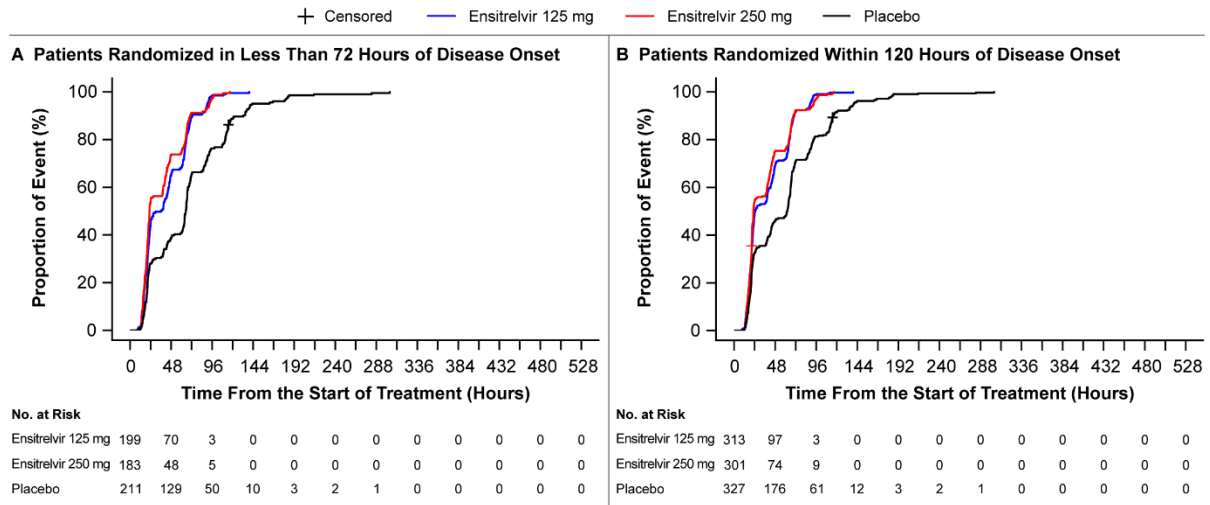 Censored Ensitrelvir 125 mg Ensitrelvir 250 mg Placebo
A Patients Randomized in Less Than 72 Hours of Disease Onset
100
80
60
40
20
0
Proportion of Event (%)
0 48 96 144 192 240 288 336 384 432 480 528
Time From the Start of Treatment (Hours)
No. at Risk
Ensitrelvir 125 mg 199 70 3 0 0 0 0 0 0 0 0 0
Ensitrelvir 250 mg 183 48 5 0 0 0 0 0 0 0 0 0
Placebo 211 129 50 10 3 2 1 0 0 0 0 0
B Patients Randomized Within 120 Hours of Disease Onset
100
80
60
40
20
0
Proportion of Event (%)
0 48 96 144 192 240 288 336 384 432 480 528
Time From the Start of Treatment (Hours)
No. at Risk
Ensitrelvir 125 mg 313 97 3 0 0 0 0 0 0 0 0 0
Ensitrelvir 250 mg 301 74 9 0 0 0 0 0 0 0 0 0
Placebo 327 176 61 12 3 2 1 0 0 0 0 0